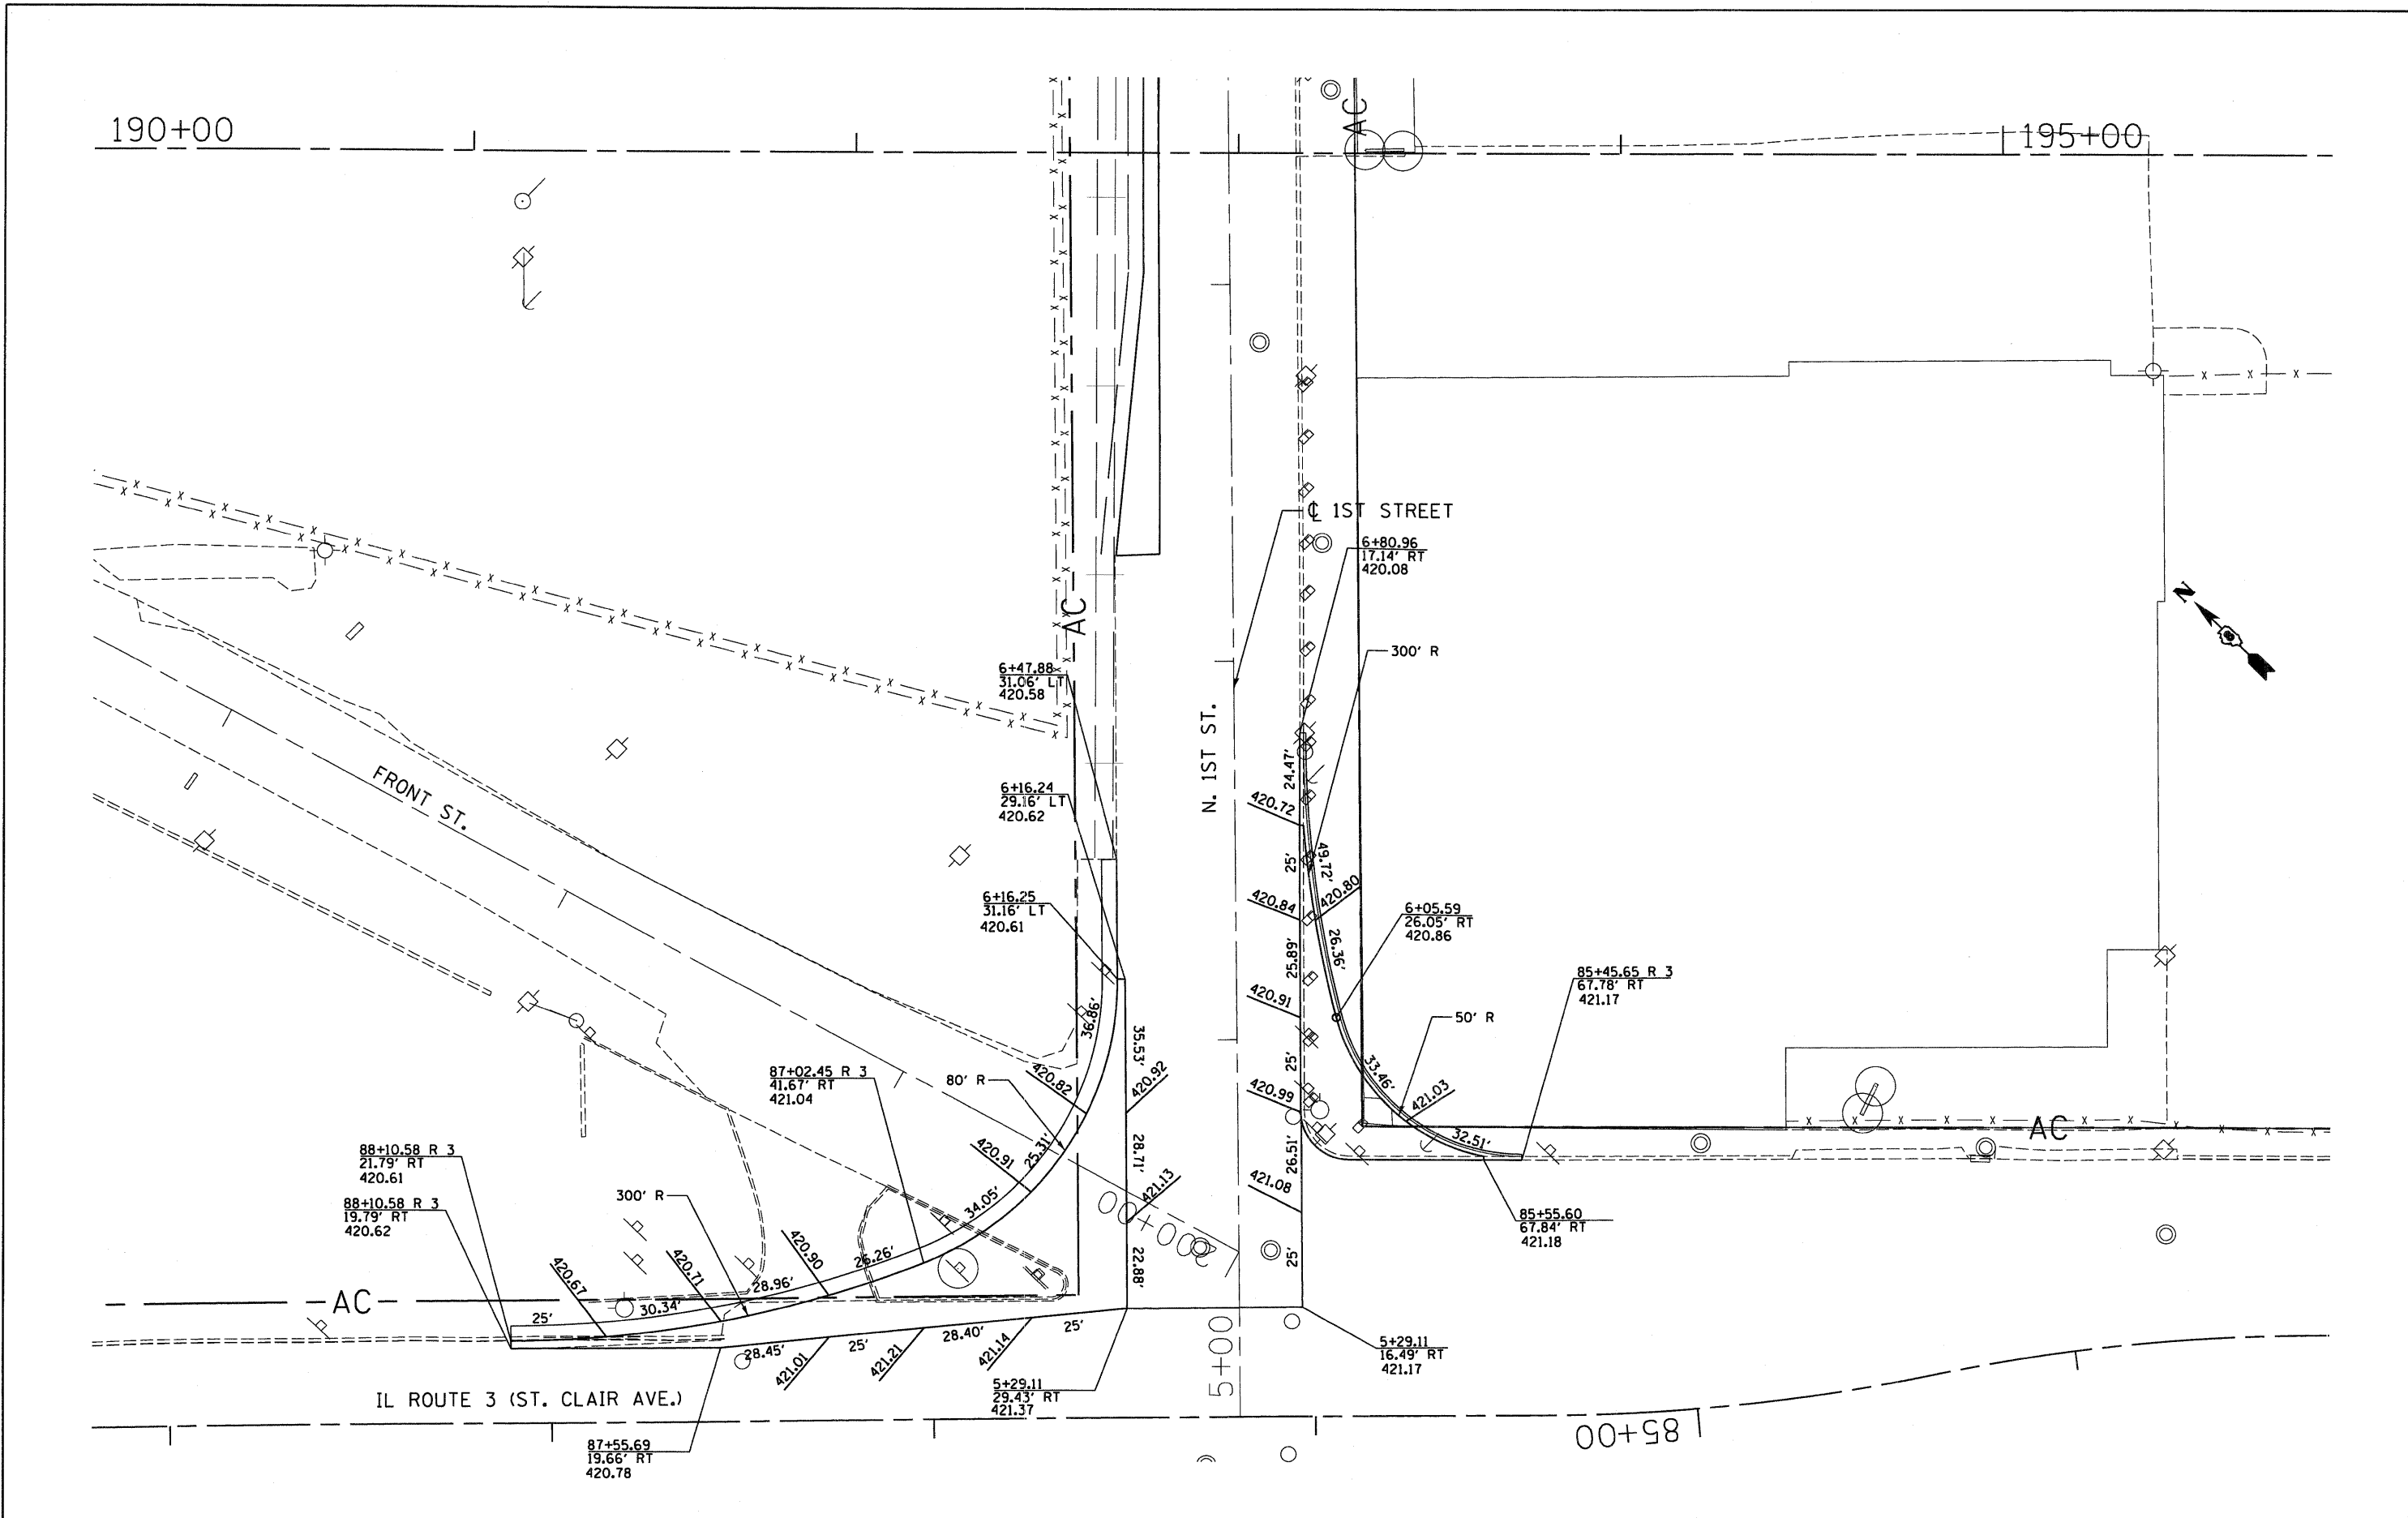 190+00
195+00
AC
℄ 1ST STREET
6+80.96
17.14' RT
420.08
N
AC
300' R
6+47.88
31.06' LT
420.58
N. 1ST ST.
24.47'
FRONT ST.
6+16.24
29.16' LT
420.62
420.72
25'
49.72'
420.80
6+16.25
31.16' LT
420.61
420.84
6+05.59
26.05' RT
420.86
26.36'
25.89'
85+45.65 R 3
67.78' RT
421.17
420.91
36.86'
35.53'
50' R
87+02.45 R 3
41.67' RT
421.04
80' R
420.82
420.92
25'
33.46'
420.99
421.03
32.51'
AC
88+10.58 R 3
21.79' RT
420.61
420.91
25.31'
28.71'
26.51'
421.13
421.08
300' R
34.05'
88+10.58 R 3
19.79' RT
420.62
85+55.60
67.84' RT
421.18
420.67
420.71
420.90
26.26'
28.96'
22.88'
25'
AC
25'
30.34'
28.45'
421.01
25'
421.21
28.40'
421.14
25'
5+29.11
16.49' RT
421.17
5+00
5+29.11
29.43' RT
421.37
IL ROUTE 3 (ST. CLAIR AVE.)
85+00
87+55.69
19.66' RT
420.78